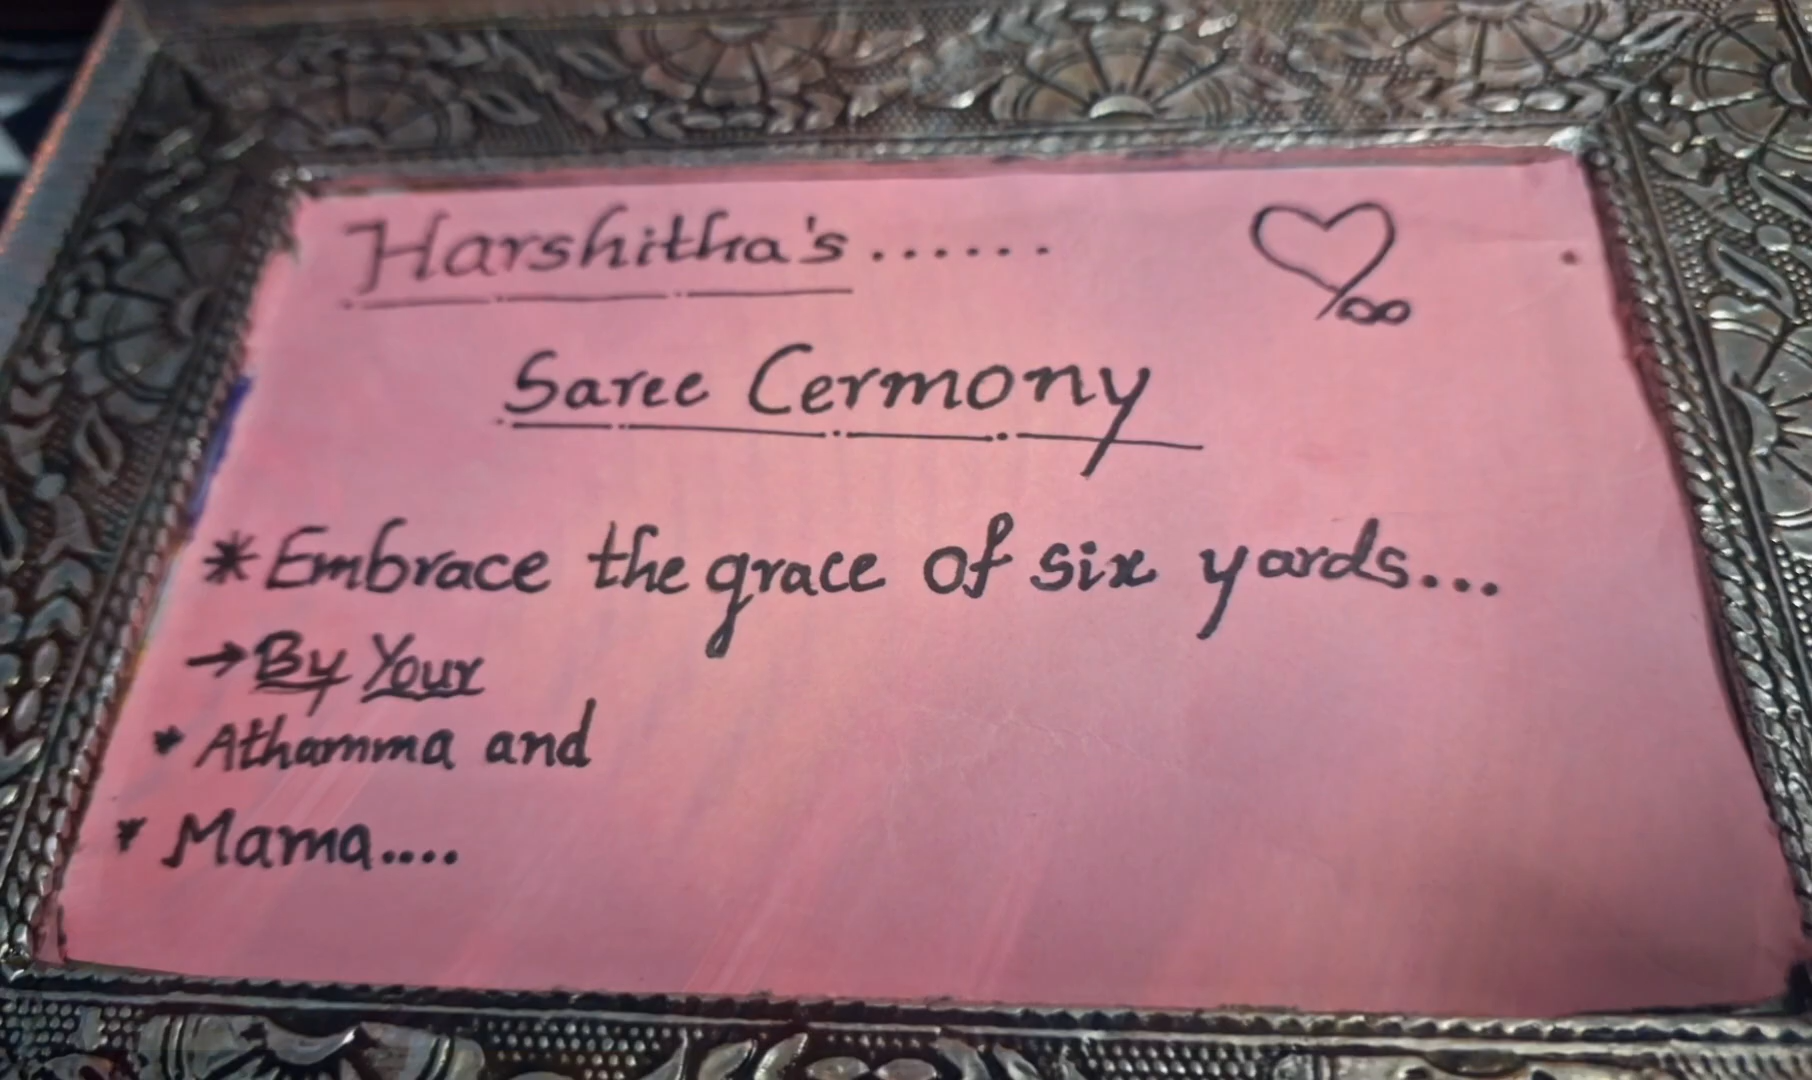 Harshitha's......
Saree Cermony
* Embrace the grace of six yards...
→ By Your
* Athamma and
* Mama....